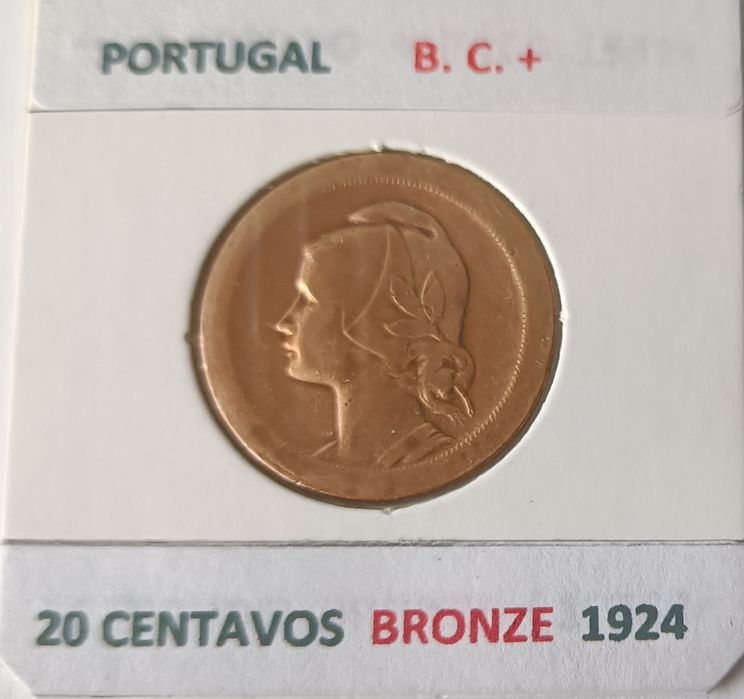 PORTUGAL B. C. +
20 CENTAVOS BRONZE 1924